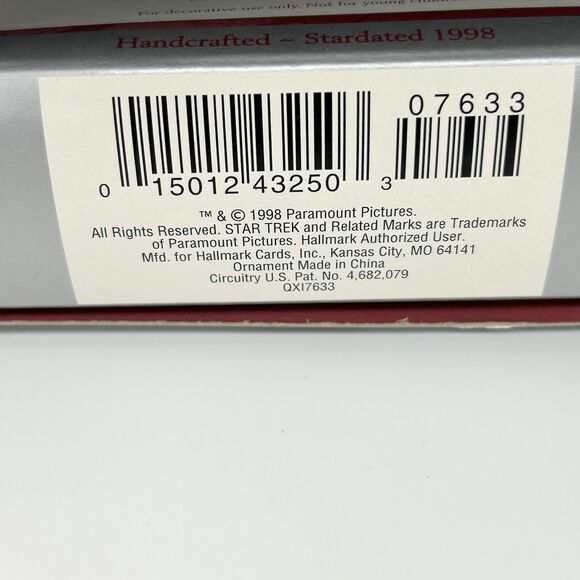 For decorative use only. Not for young children
Handcrafted ~ Stardated 1998
07633
0 15012 43250 3
™ & © 1998 Paramount Pictures.
All Rights Reserved. STAR TREK and Related Marks are Trademarks
of Paramount Pictures. Hallmark Authorized User.
Mfd. for Hallmark Cards, Inc., Kansas City, MO 64141
Ornament Made in China
Circuitry U.S. Pat. No. 4,682,079
QXI7633